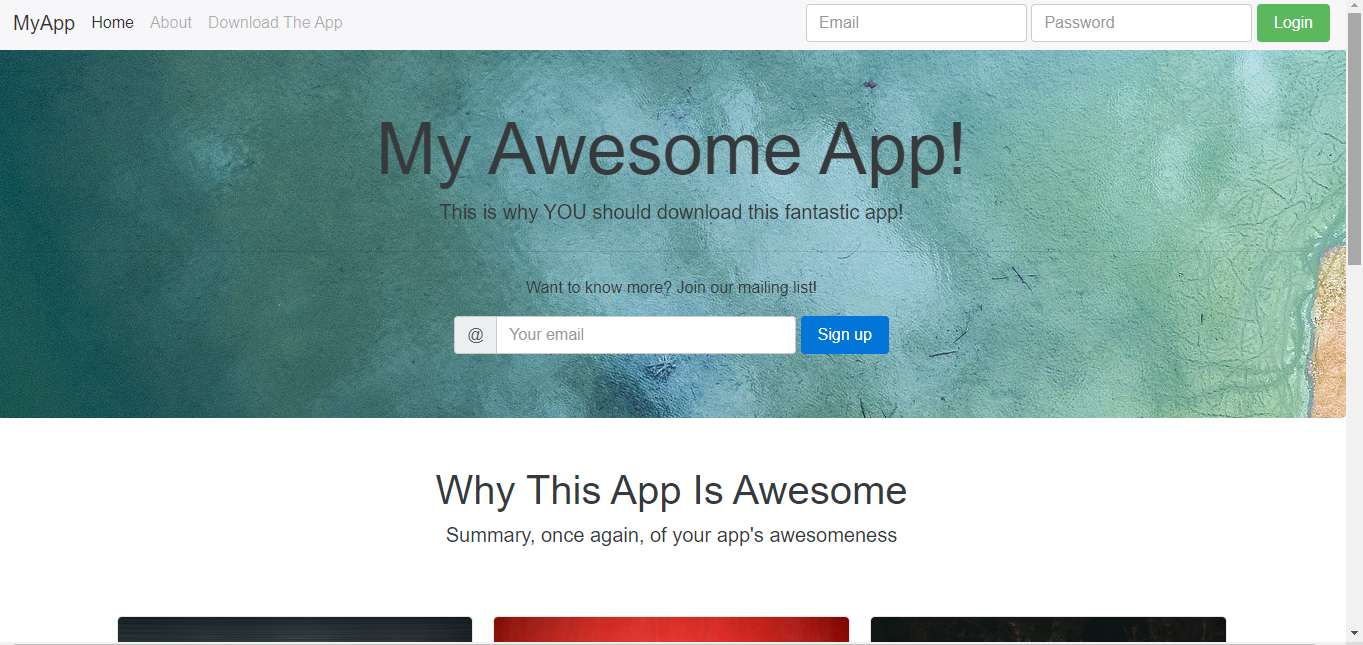 MyApp Home About Download The App Email Password Login
My Awesome App!
This is why YOU should download this fantastic app!
Want to know more? Join our mailing list!
@ Your email Sign up
Why This App Is Awesome
Summary, once again, of your app's awesomeness